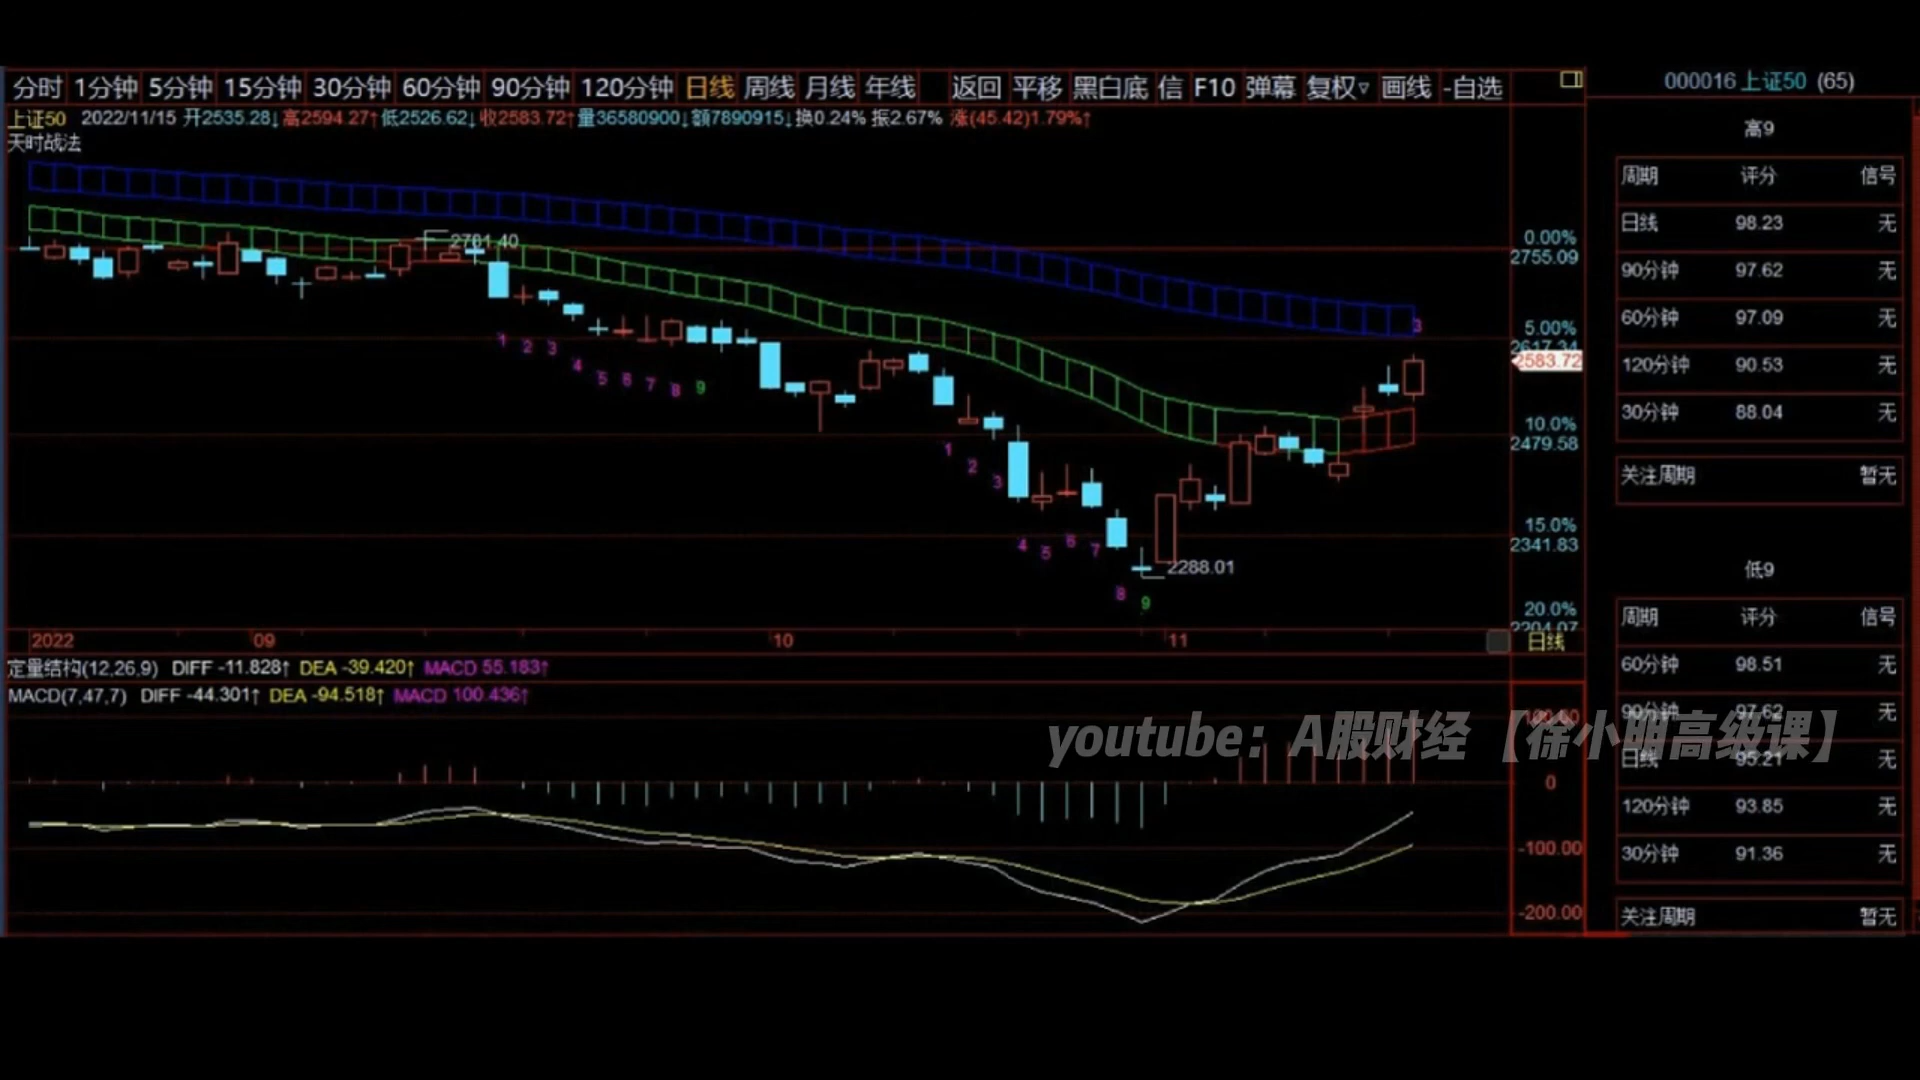 分时 1分钟 5分钟 15分钟 30分钟 60分钟 90分钟 120分钟 日线 周线 月线 年线 返回 平移 黑白底 信 F10 弹幕 复权▿ 画线 -自选
上证50 2022/11/15 开2535.28↓高2594.27↑低2526.62↓收2583.72↑量36580900↓额7890915↓换0.24% 振2.67% 涨(45.42)1.79%↑
天时战法
2701.40
0.00%
2755.09
3
5.00%
2617.34
2583.72
1 2 3 4 5 6 7 8 9
10.0%
2479.58
1 2 3 4 5 6 7 8 9
15.0%
2341.83
2288.01
20.0%
2204.07
2022 09 10 11 日线
定量结构(12,26,9) DIFF -11.828↑ DEA -39.420↑ MACD 55.183↑
MACD(7,47,7) DIFF -44.301↑ DEA -94.518↑ MACD 100.436↑
100.00
0
-100.00
-200.00
youtube：A股财经【徐小明高级课】
000016 上证50 (65)
高9
周期 评分 信号
日线 98.23 无
90分钟 97.62 无
60分钟 97.09 无
120分钟 90.53 无
30分钟 88.04 无
关注周期 暂无
低9
周期 评分 信号
60分钟 98.51 无
90分钟 97.62 无
日线 95.21 无
120分钟 93.85 无
30分钟 91.36 无
关注周期 暂无